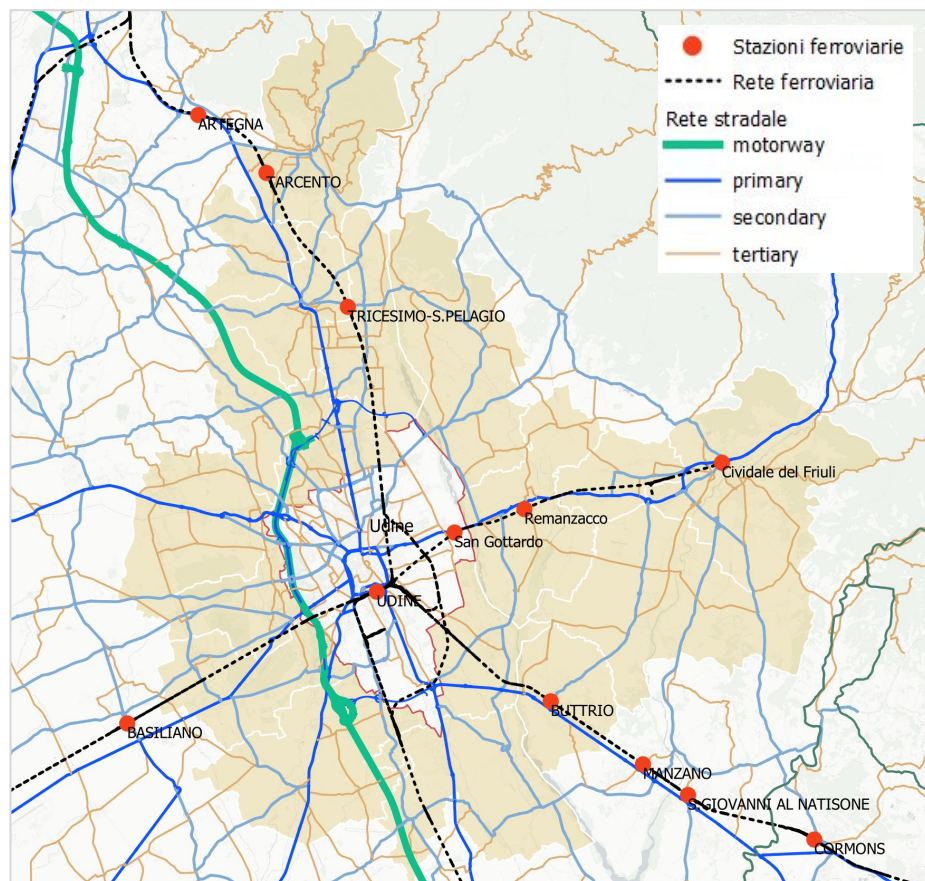 Stazioni ferroviarie
Rete ferroviaria
Rete stradale
motorway
primary
secondary
tertiary
ARTEGNA
TARCENTO
TRICESIMO-S.PELAGIO
Cividale del Friuli
Remanzacco
Udine
San Gottardo
UDINE
BUTTRIO
BASILIANO
MANZANO
S.GIOVANNI AL NATISONE
CORMONS